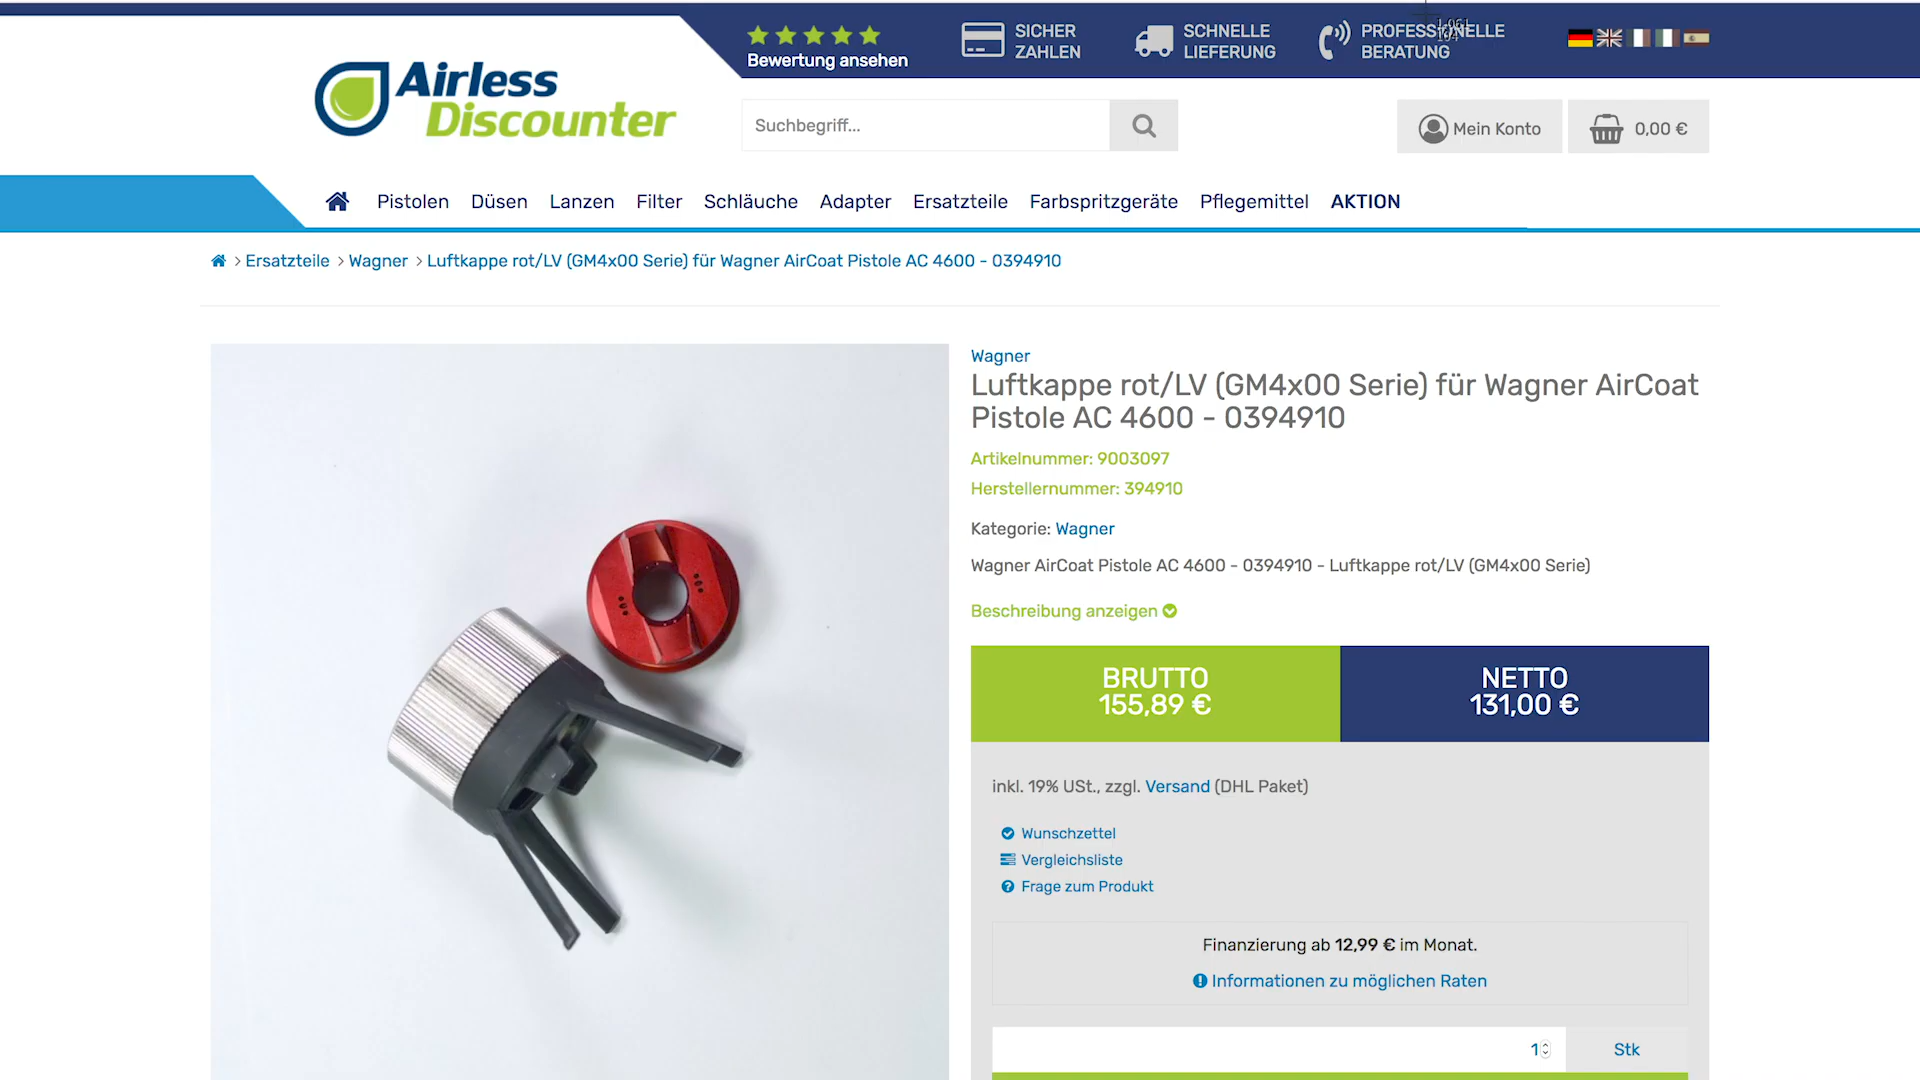 Bewertung ansehen
SICHER
ZAHLEN
SCHNELLE
LIEFERUNG
BERATUNG
Airless
Discounter
Suchbegriff...
Mein Konto
0,00 €
Pistolen
Düsen
Lanzen
Filter
Schläuche
Adapter
Ersatzteile
Farbspritzgeräte
Pflegemittel
AKTION
Ersatzteile
Wagner
Luftkappe rot/LV (GM4x00 Serie) für Wagner AirCoat Pistole AC 4600 - 0394910
Wagner
Luftkappe rot/LV (GM4x00 Serie) für Wagner AirCoat
Pistole AC 4600 - 0394910
Artikelnummer: 9003097
Herstellernummer: 394910
Kategorie: Wagner
Wagner AirCoat Pistole AC 4600 - 0394910 - Luftkappe rot/LV (GM4x00 Serie)
Beschreibung anzeigen
BRUTTO
155,89 €
NETTO
131,00 €
inkl. 19% USt., zzgl. Versand (DHL Paket)
Wunschzettel
Vergleichsliste
Frage zum Produkt
Finanzierung ab 12,99 € im Monat.
Informationen zu möglichen Raten
1
Stk